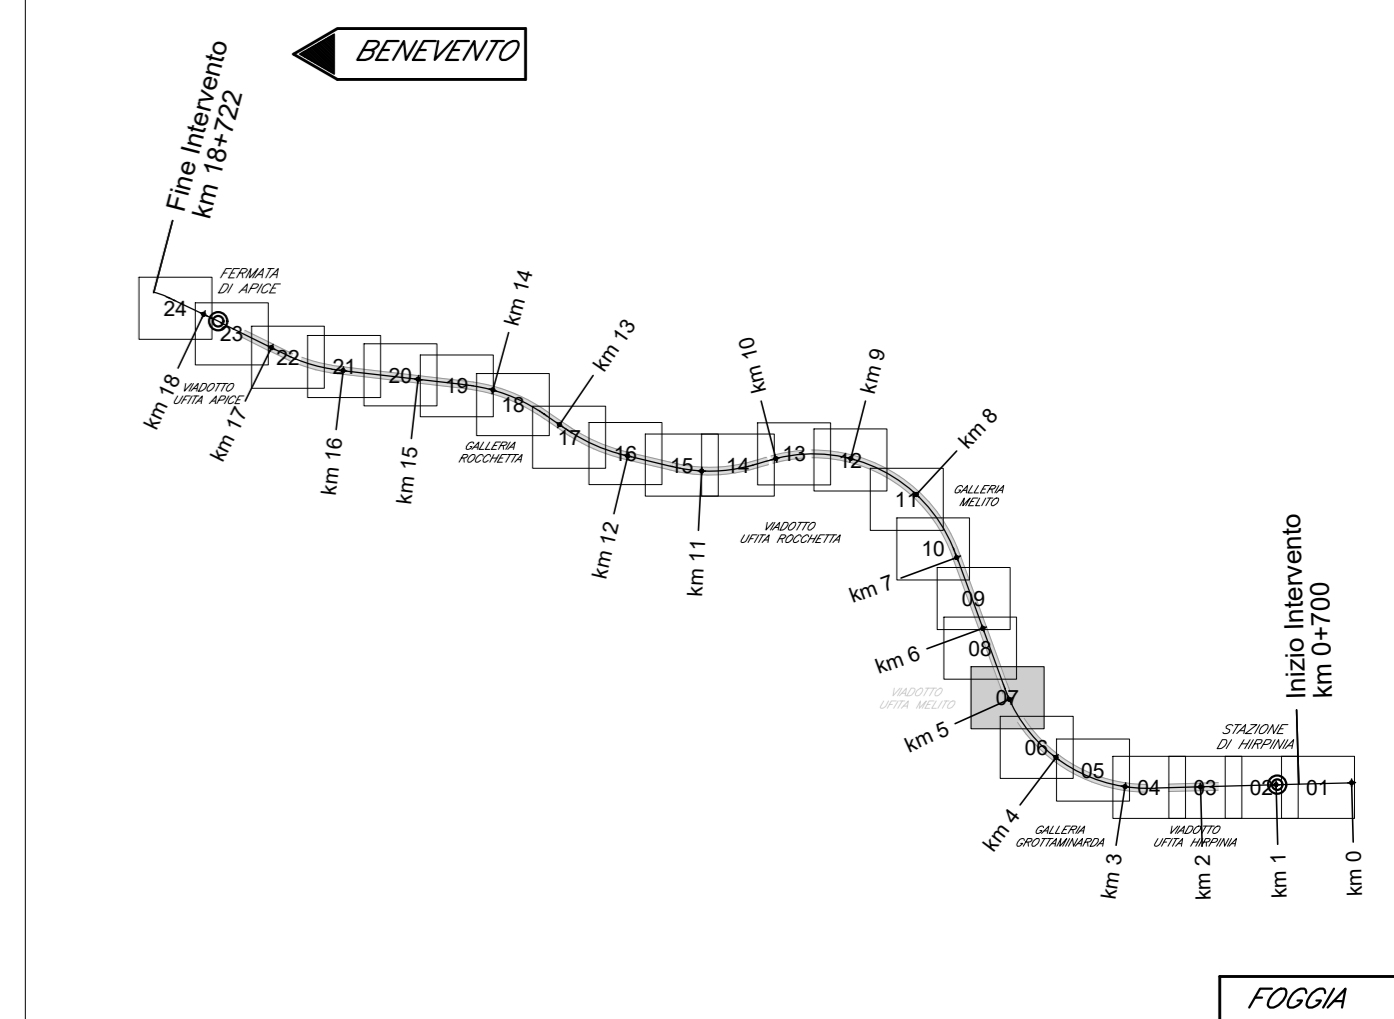 BENEVENTO
Fine Intervento
km 18+722
FERMATA
DI APICE
24
23
22
21
20
19
18
17
16
15
14
13
12
11
10
09
08
07
06
05
04
03
02
01
km 18
VIADOTTO
UFITA APICE
km 17
km 16
km 15
km 14
GALLERIA
ROCCHETTA
km 13
km 12
km 11
km 10
VIADOTTO
UFITA ROCCHETTA
km 9
km 8
GALLERIA
MELITO
km 7
km 6
VIADOTTO
UFITA MELITO
km 5
km 4
GALLERIA
GROTTAMINARDA
km 3
VIADOTTO
UFITA HIRPINIA
km 2
STAZIONE
DI HIRPINIA
km 1
Inizio Intervento
km 0+700
km 0
FOGGIA